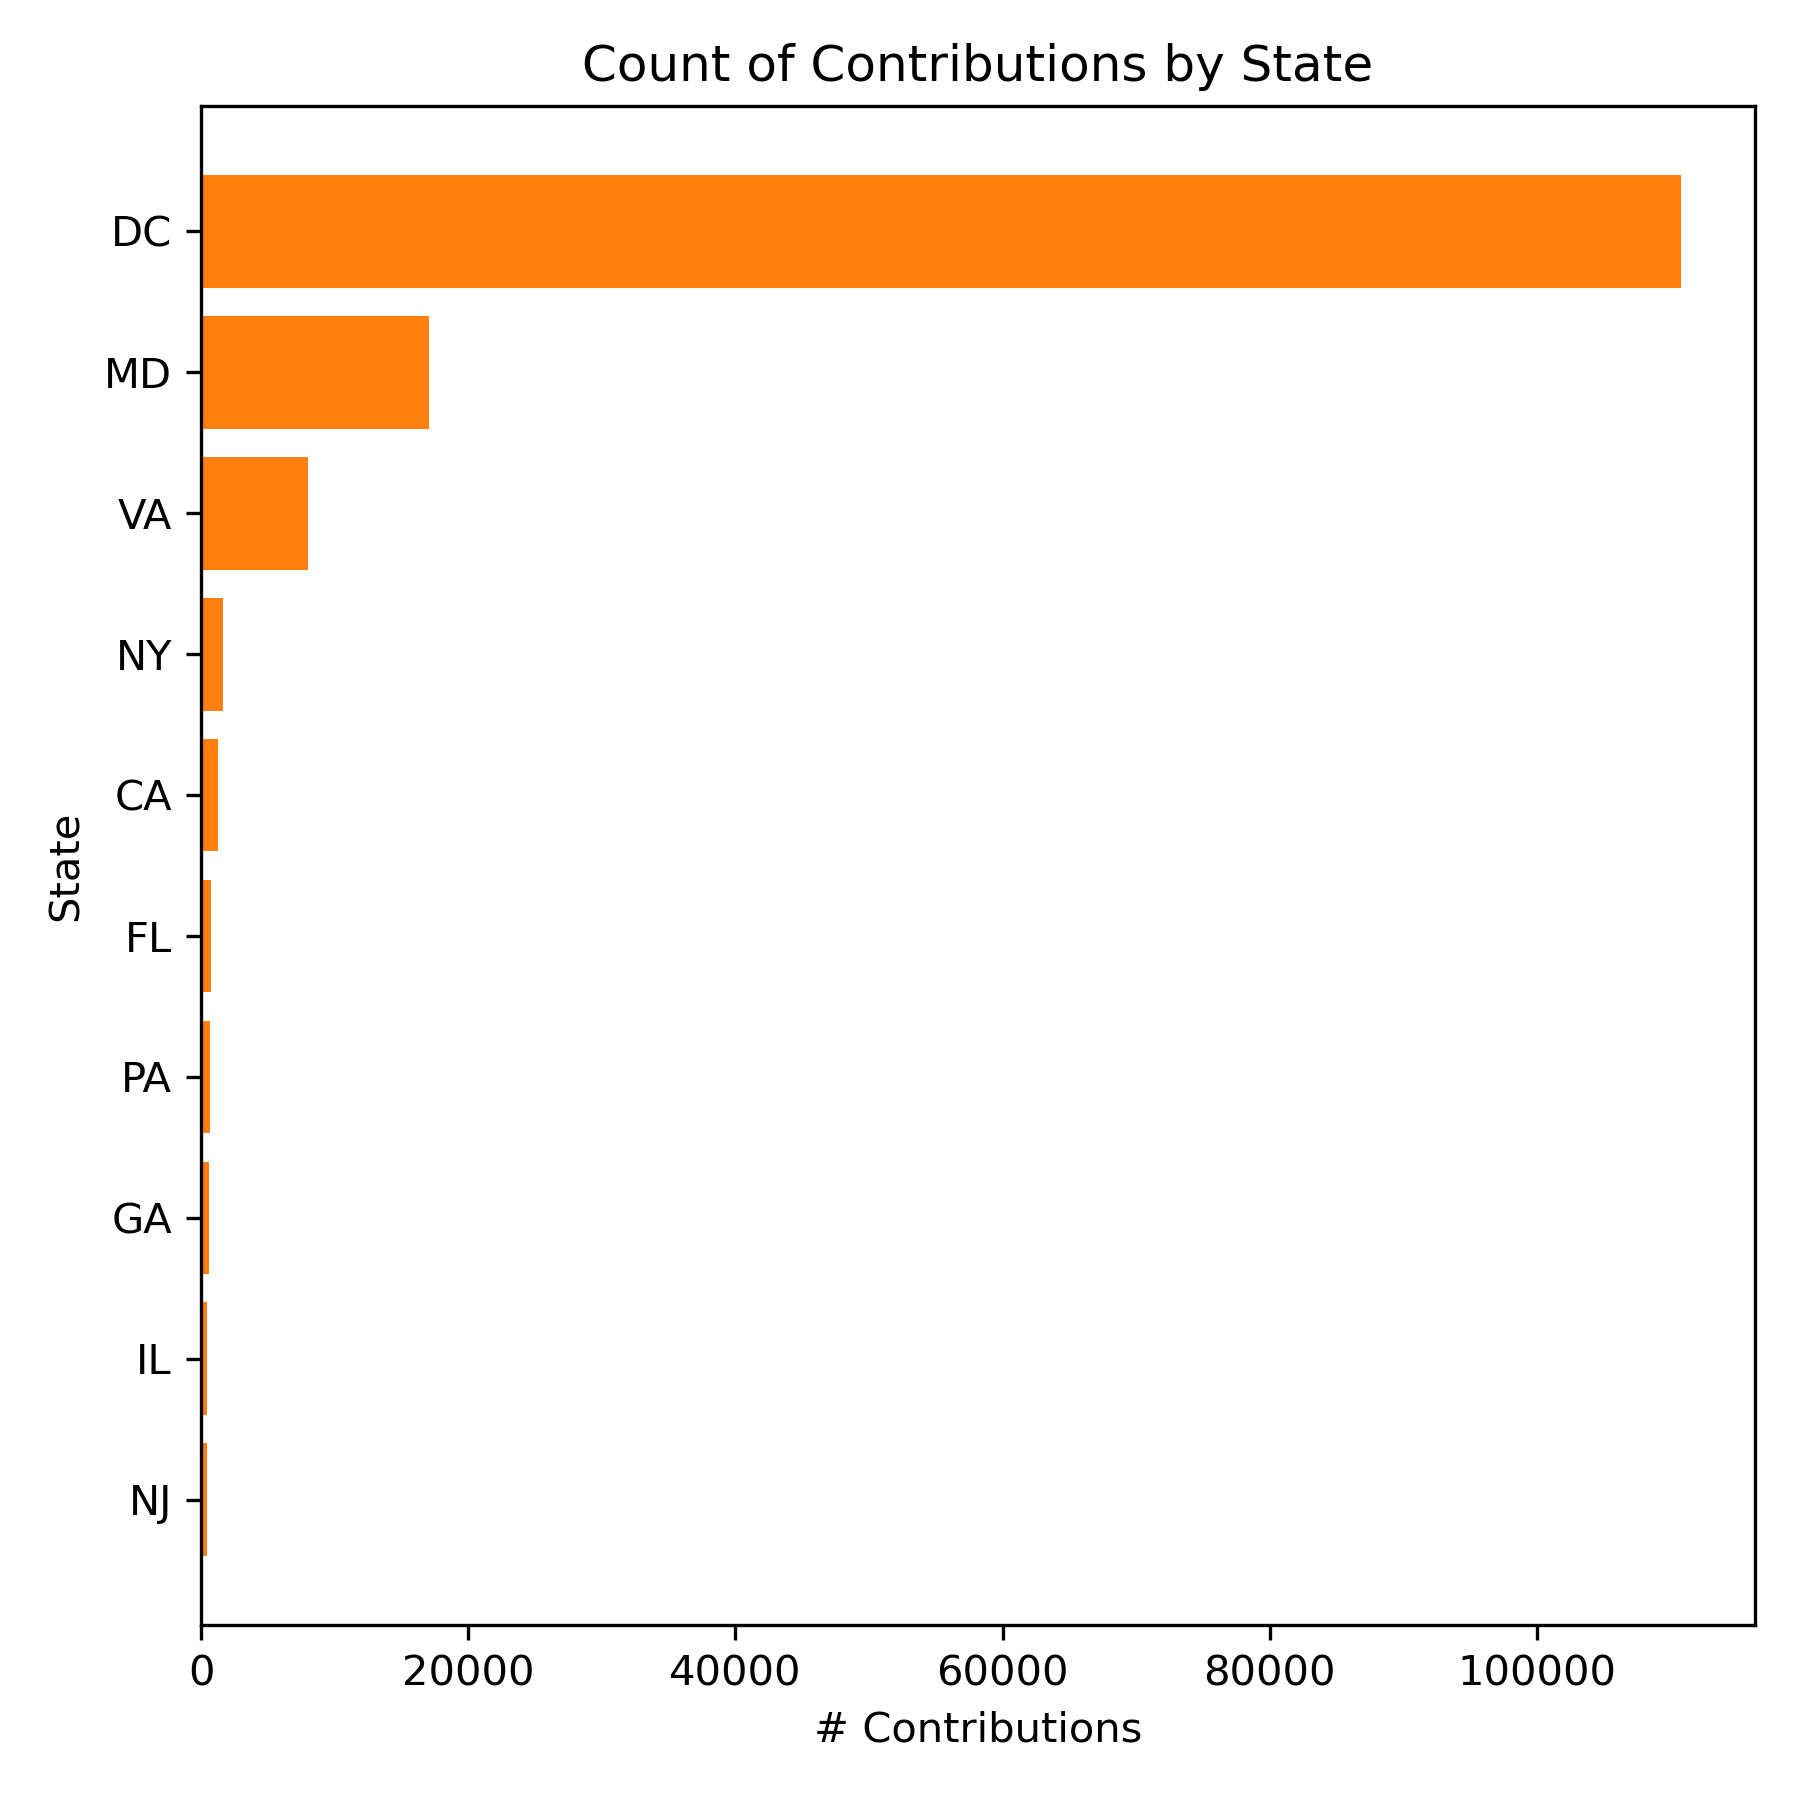 Count of Contributions by State
DC
MD
VA
NY
CA
FL
PA
GA
IL
NJ
State
0 20000 40000 60000 80000 100000
# Contributions